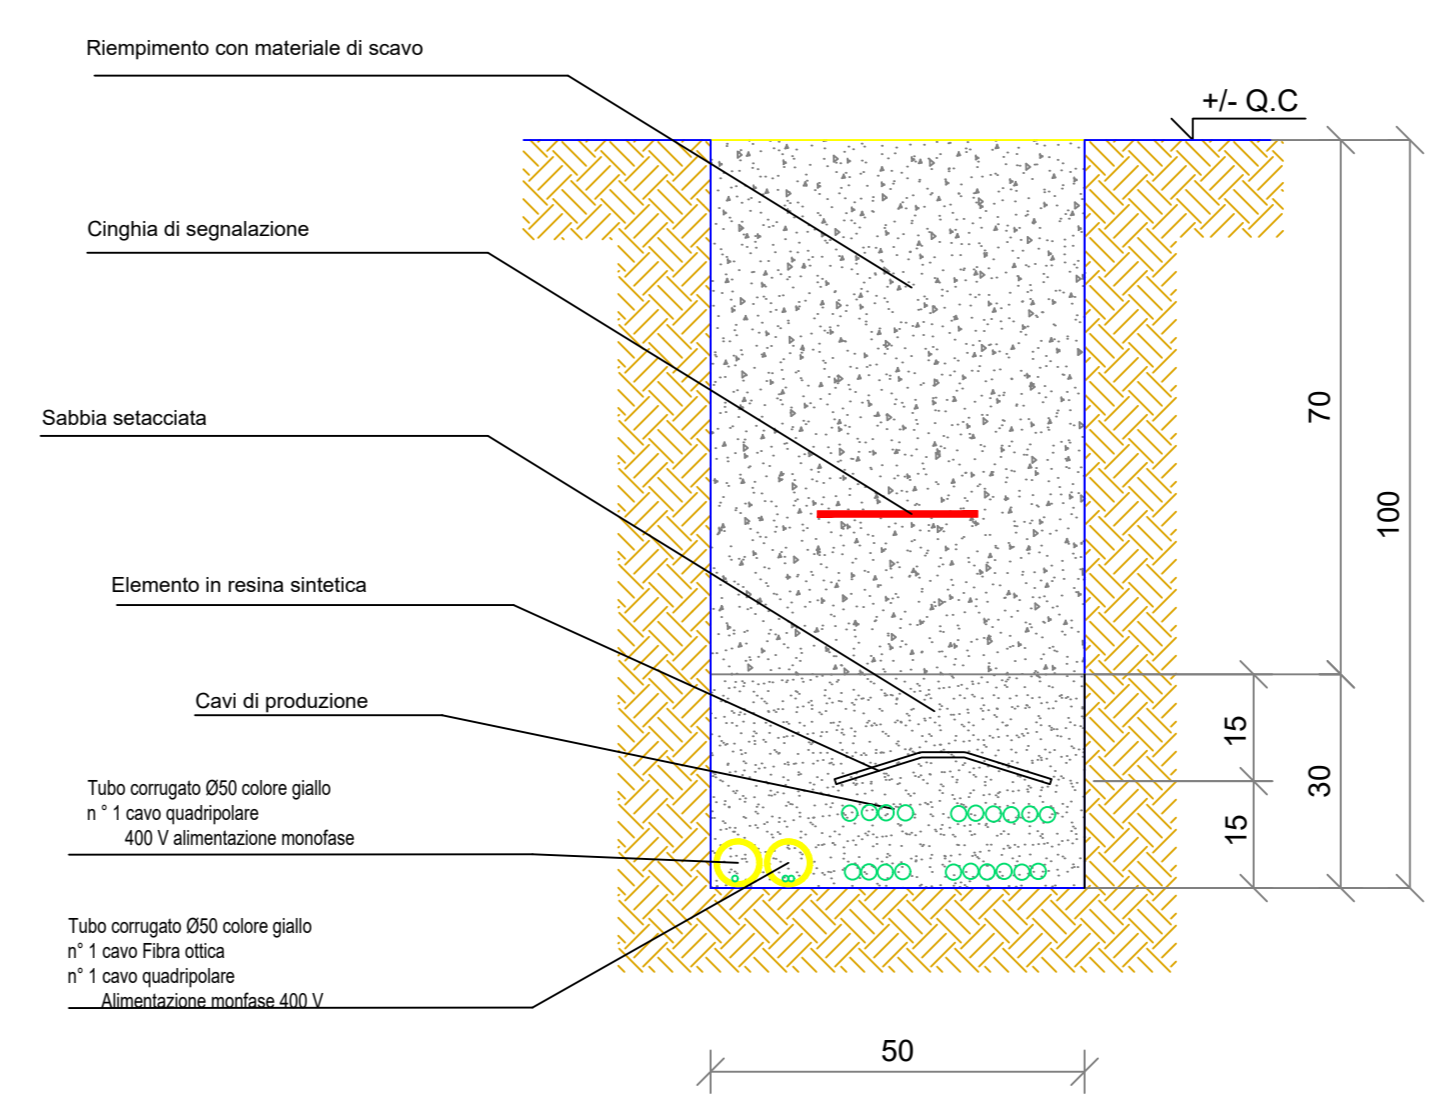 Riempimento con materiale di scavo
+/- Q.C
Cinghia di segnalazione
70
Sabbia setacciata
100
Elemento in resina sintetica
Cavi di produzione
15
30
Tubo corrugato Ø50 colore giallo
n ° 1 cavo quadripolare
400 V alimentazione monofase
15
Tubo corrugato Ø50 colore giallo
n° 1 cavo Fibra ottica
n° 1 cavo quadripolare
Alimentazione monfase 400 V
50